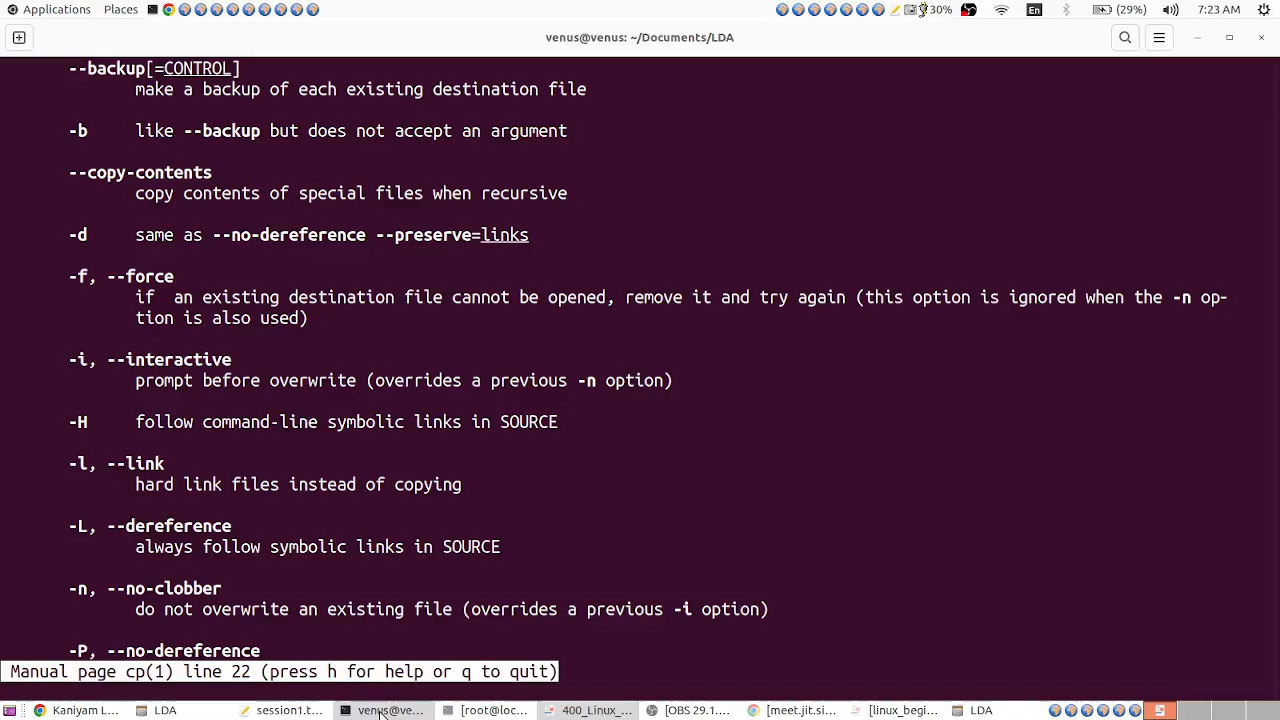 Applications Places 30% En (29%) 7:23 AM
venus@venus: ~/Documents/LDA
--backup[=CONTROL]
make a backup of each existing destination file
-b like --backup but does not accept an argument
--copy-contents
copy contents of special files when recursive
-d same as --no-dereference --preserve=links
-f, --force
if an existing destination file cannot be opened, remove it and try again (this option is ignored when the -n op-
tion is also used)
-i, --interactive
prompt before overwrite (overrides a previous -n option)
-H follow command-line symbolic links in SOURCE
-l, --link
hard link files instead of copying
-L, --dereference
always follow symbolic links in SOURCE
-n, --no-clobber
do not overwrite an existing file (overrides a previous -i option)
-P, --no-dereference
Manual page cp(1) line 22 (press h for help or q to quit)
Kaniyam L... LDA session1.t... venus@ve... [root@loc... 400_Linux_... [OBS 29.1... [meet.jit.si... [linux_begi... LDA